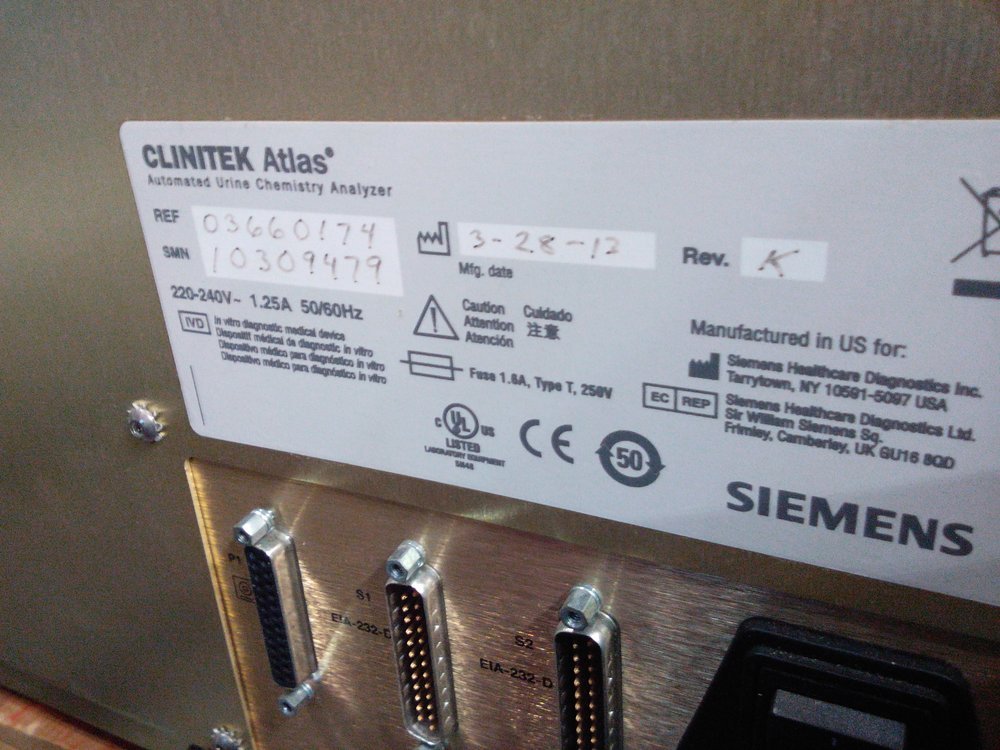 CLINITEK Atlas®
Automated Urine Chemistry Analyzer
REF 03660174
SMN 10309479
220-240V~ 1.25A 50/60Hz
IVD
In vitro diagnostic medical device
Dispositif médical de diagnostic in vitro
Dispositivo médico para diagnóstico in vitro
Dispositivo médico para diagnóstico in vitro
3-28-12
Mfg. date
Rev. K
Caution Cuidado
Attention 注意
Atención
Fuse 1.6A, Type T, 250V
Manufactured in US for:
Siemens Healthcare Diagnostics Inc.
Tarrytown, NY 10591-5097 USA
EC REP
Siemens Healthcare Diagnostics Ltd.
Sir William Siemens Sq.
Frimley, Camberley, UK GU16 8QD
C UL US
LISTED
LABORATORY EQUIPMENT
CE
50
SIEMENS
P1
S1
EIA-232-D
S2
EIA-232-D